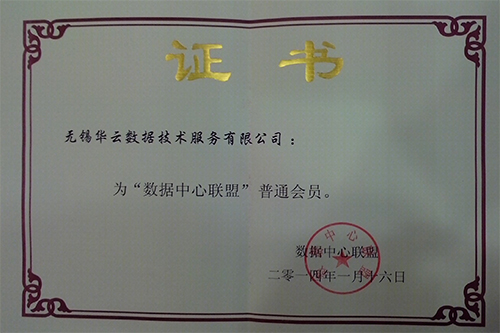 证书
无锡华云数据技术服务有限公司：
为“数据中心联盟”普通会员。
数据中心联盟
二零一四年一月十六日